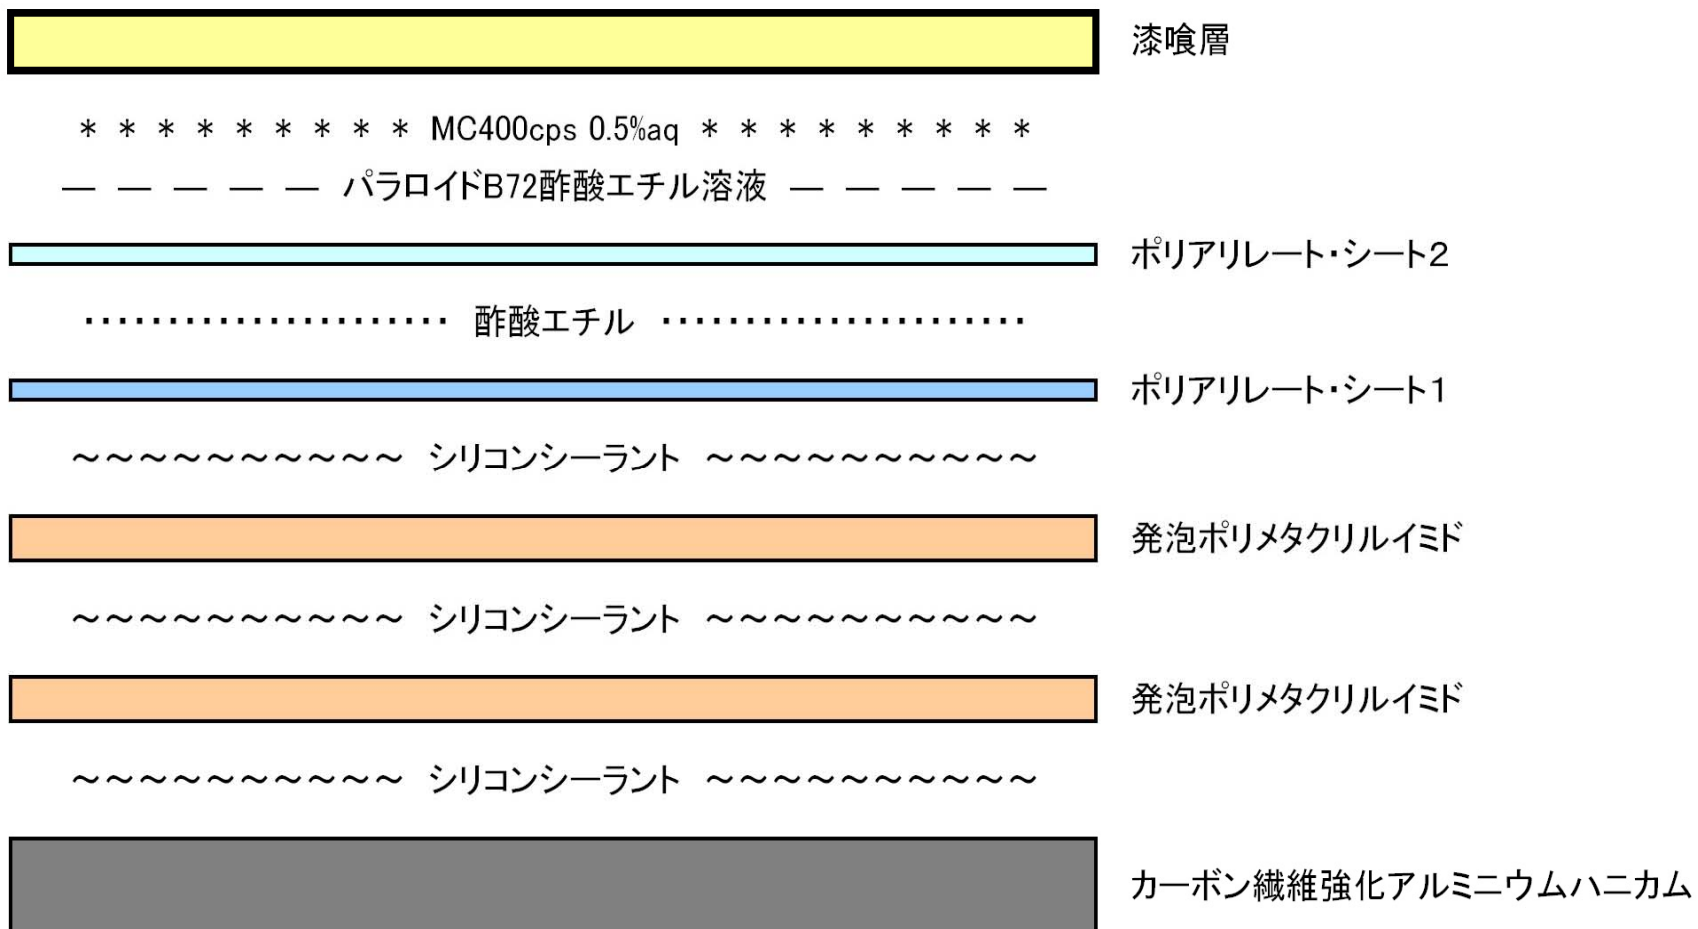 漆喰層
* * * * * * * * * MC400cps 0.5%aq * * * * * * * * *
— — — — — パラロイドB72酢酸エチル溶液 — — — — —
ポリアリレート・シート2
酢酸エチル
ポリアリレート・シート1
~~~~~~~~~~ シリコンシーラント ~~~~~~~~~~
発泡ポリメタクリルイミド
~~~~~~~~~~ シリコンシーラント ~~~~~~~~~~
発泡ポリメタクリルイミド
~~~~~~~~~~ シリコンシーラント ~~~~~~~~~~
カーボン繊維強化アルミニウムハニカム